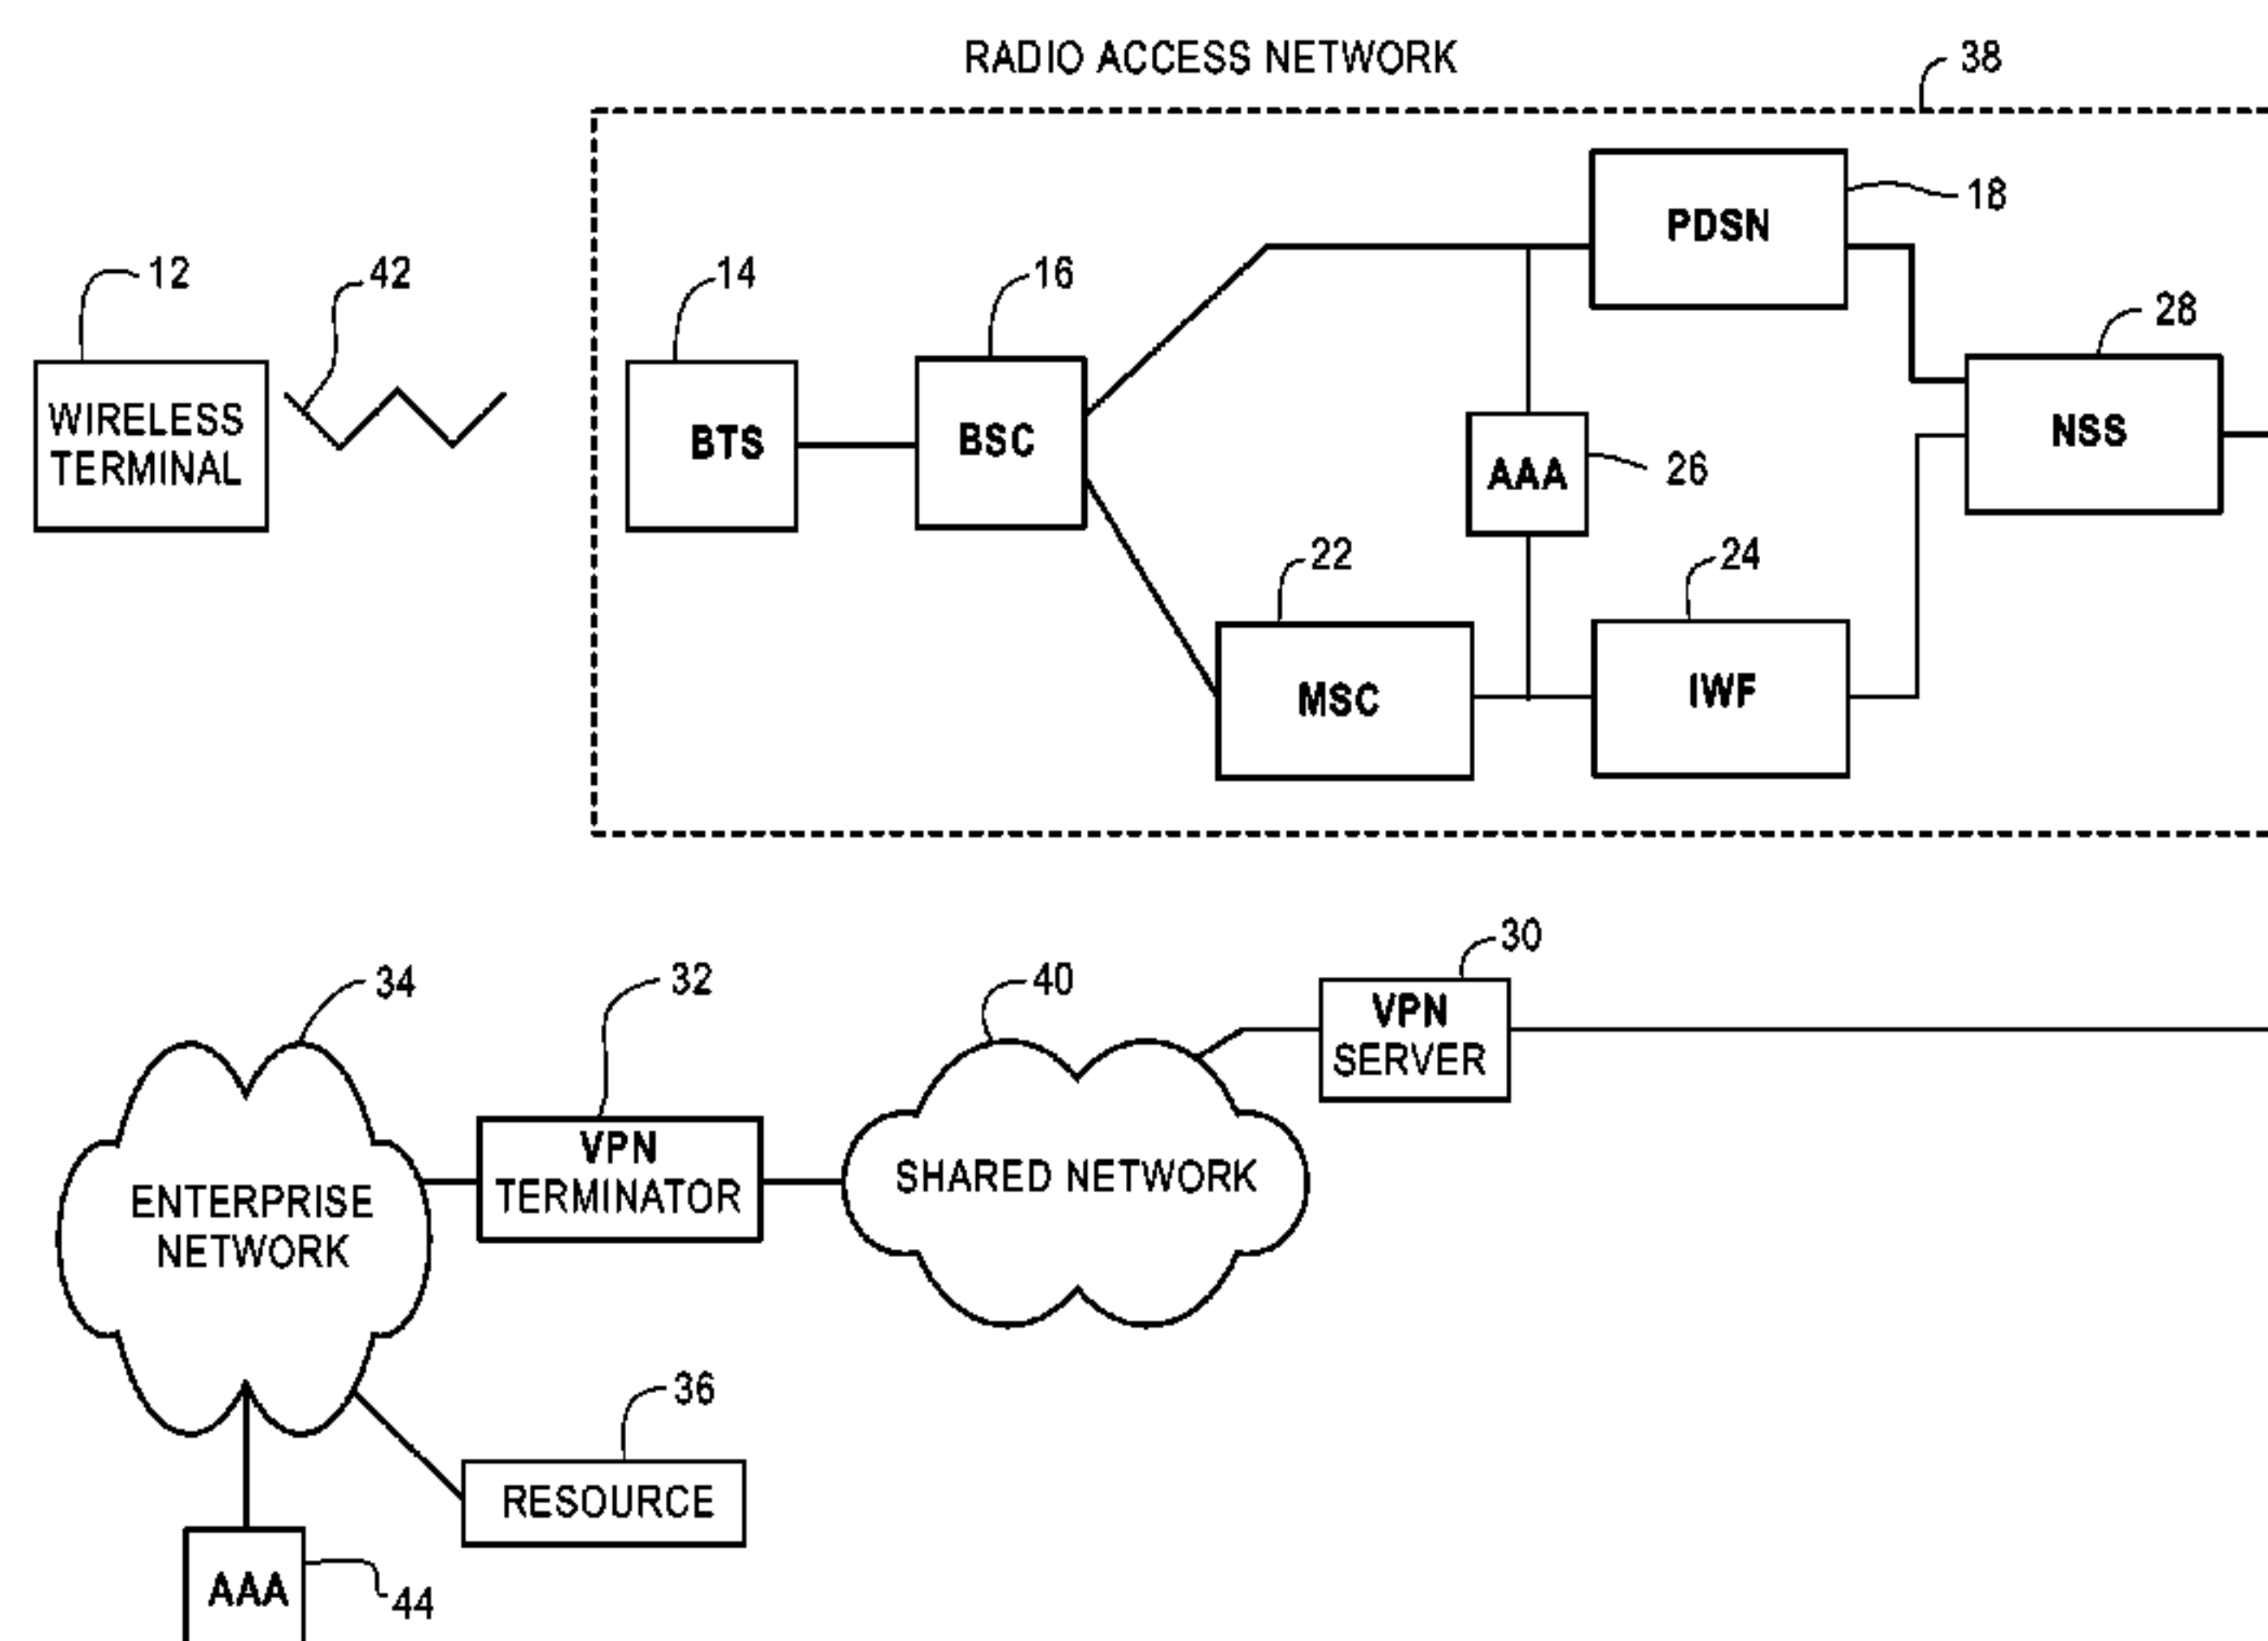 RADIO ACCESS NETWORK
38
PDSN
18
12
42
14
16
28
WIRELESS
TERMINAL
BTS
BSC
AAA
26
NSS
22
24
MSC
IWF
30
34
32
40
VPN
SERVER
VPN
TERMINATOR
SHARED NETWORK
ENTERPRISE
NETWORK
36
RESOURCE
AAA
44